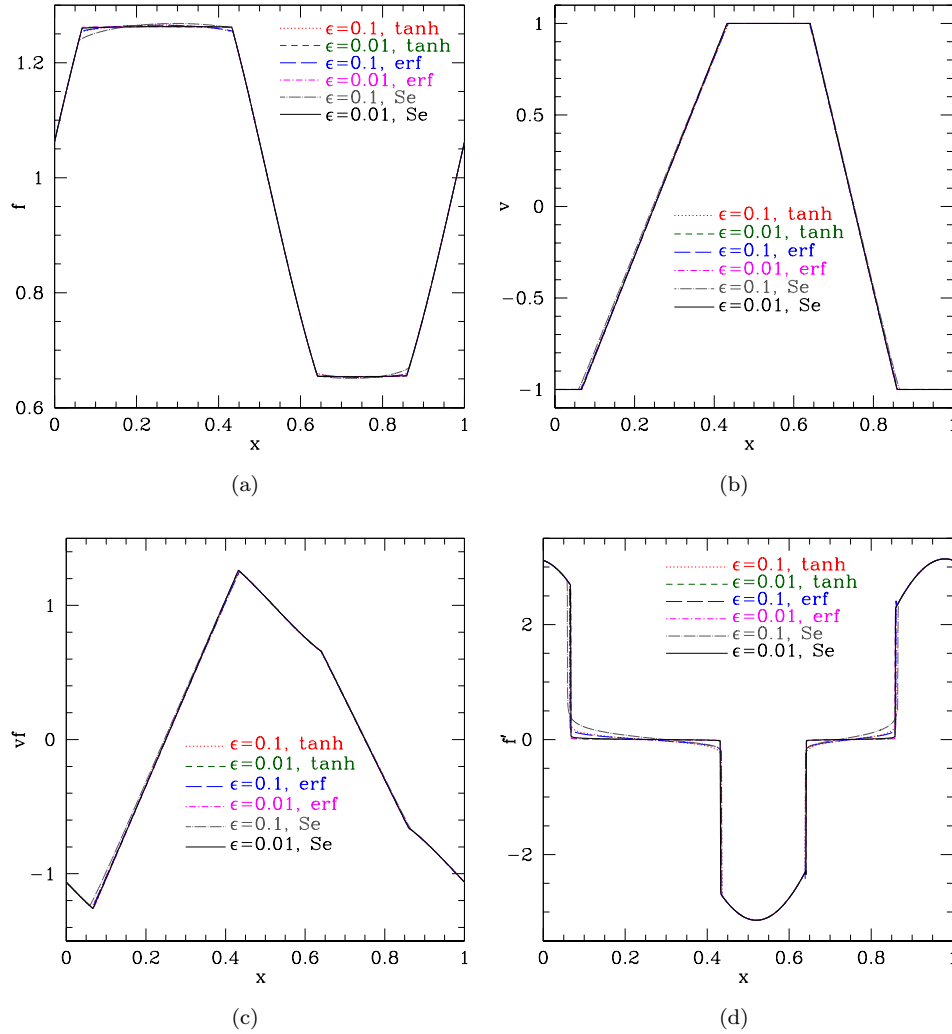 1.2
1
0.8
0.6
f
ϵ=0.1, tanh
ϵ=0.01, tanh
ϵ=0.1, erf
ϵ=0.01, erf
ϵ=0.1, Se
ϵ=0.01, Se
0 0.2 0.4 0.6 0.8 1
x
(a)
1
0.5
0
−0.5
−1
v
ϵ=0.1, tanh
ϵ=0.01, tanh
ϵ=0.1, erf
ϵ=0.01, erf
ϵ=0.1, Se
ϵ=0.01, Se
0 0.2 0.4 0.6 0.8 1
x
(b)
1
0
−1
vf
ϵ=0.1, tanh
ϵ=0.01, tanh
ϵ=0.1, erf
ϵ=0.01, erf
ϵ=0.1, Se
ϵ=0.01, Se
0 0.2 0.4 0.6 0.8 1
x
(c)
2
0
−2
f'
ϵ=0.1, tanh
ϵ=0.01, tanh
ϵ=0.1, erf
ϵ=0.01, erf
ϵ=0.1, Se
ϵ=0.01, Se
0 0.2 0.4 0.6 0.8 1
x
(d)